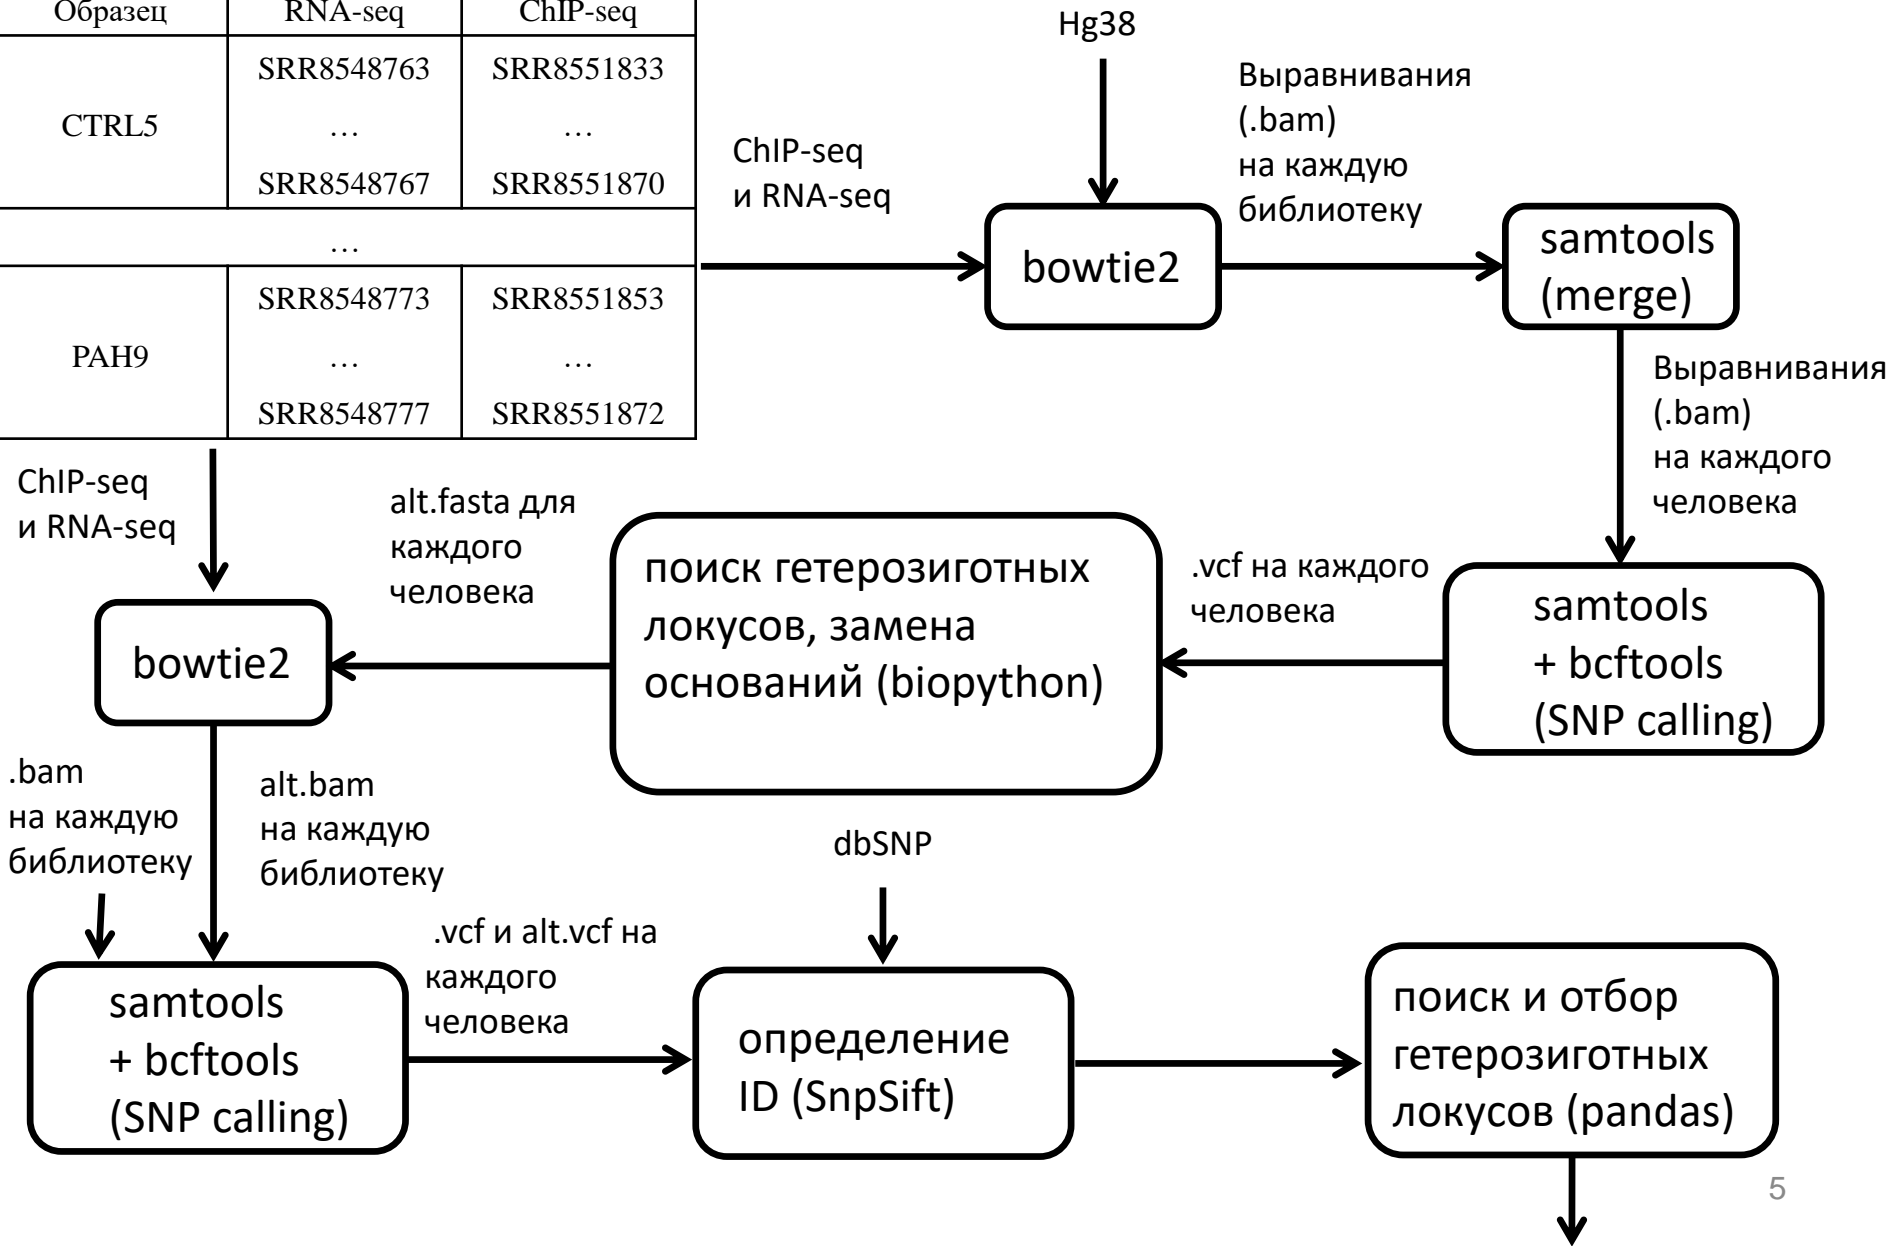 Образец RNA-seq ChIP-seq
CTRL5
SRR8548763 SRR8551833
… …
SRR8548767 SRR8551870
…
PAH9
SRR8548773 SRR8551853
… …
SRR8548777 SRR8551872
ChIP-seq
и RNA-seq
Hg38
bowtie2
Выравнивания
(.bam)
на каждую
библиотеку
samtools
(merge)
Выравнивания
(.bam)
на каждого
человека
samtools
+ bcftools
(SNP calling)
.vcf на каждого
человека
поиск гетерозиготных
локусов, замена
оснований (biopython)
alt.fasta для
каждого
человека
ChIP-seq
и RNA-seq
bowtie2
.bam
на каждую
библиотеку
alt.bam
на каждую
библиотеку
samtools
+ bcftools
(SNP calling)
.vcf и alt.vcf на
каждого
человека
dbSNP
определение
ID (SnpSift)
поиск и отбор
гетерозиготных
локусов (pandas)
5